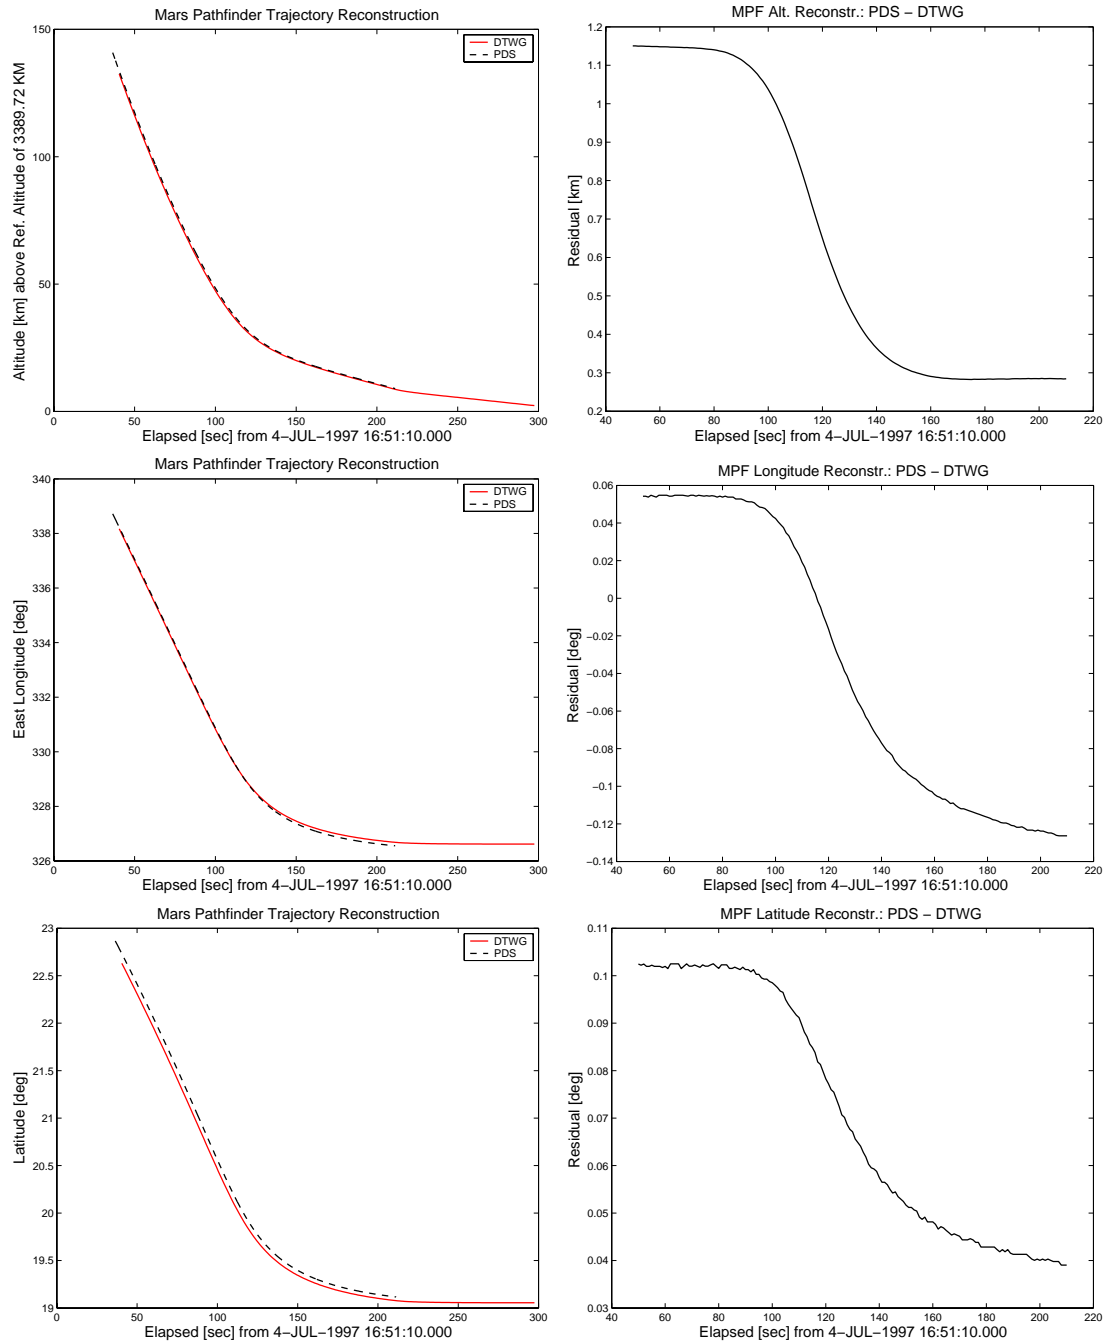 Mars Pathfinder Trajectory Reconstruction
DTWG
PDS
Altitude [km] above Ref. Altitude of 3389.72 KM
150
100
50
0
0 50 100 150 200 250 300
Elapsed [sec] from 4−JUL−1997 16:51:10.000
MPF Alt. Reconstr.: PDS − DTWG
Residual [km]
1.2
1.1
1
0.9
0.8
0.7
0.6
0.5
0.4
0.3
0.2
40 60 80 100 120 140 160 180 200 220
Elapsed [sec] from 4−JUL−1997 16:51:10.000
Mars Pathfinder Trajectory Reconstruction
DTWG
PDS
East Longitude [deg]
340
338
336
334
332
330
328
326
0 50 100 150 200 250 300
Elapsed [sec] from 4−JUL−1997 16:51:10.000
MPF Longitude Reconstr.: PDS − DTWG
Residual [deg]
0.06
0.04
0.02
0
−0.02
−0.04
−0.06
−0.08
−0.1
−0.12
−0.14
40 60 80 100 120 140 160 180 200 220
Elapsed [sec] from 4−JUL−1997 16:51:10.000
Mars Pathfinder Trajectory Reconstruction
DTWG
PDS
Latitude [deg]
23
22.5
22
21.5
21
20.5
20
19.5
19
0 50 100 150 200 250 300
Elapsed [sec] from 4−JUL−1997 16:51:10.000
MPF Latitude Reconstr.: PDS − DTWG
Residual [deg]
0.11
0.1
0.09
0.08
0.07
0.06
0.05
0.04
0.03
40 60 80 100 120 140 160 180 200 220
Elapsed [sec] from 4−JUL−1997 16:51:10.000